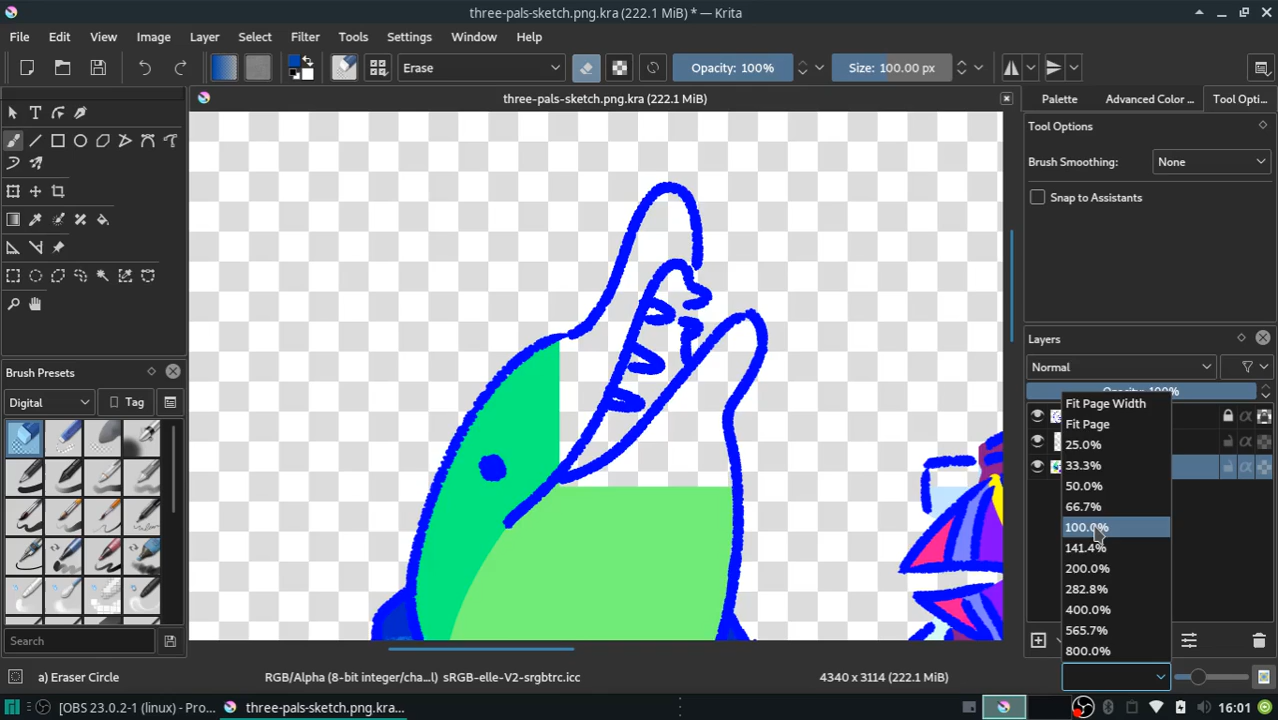 three-pals-sketch.png.kra (222.1 MiB) * — Krita
File Edit View Image Layer Select Filter Tools Settings Window Help
Erase Opacity: 100% Size: 100.00 px
three-pals-sketch.png.kra (222.1 MiB)
Palette Advanced Color ... Tool Opti...
Tool Options
Brush Smoothing: None
Snap to Assistants
Layers
Normal
Opacity: 100%
Brush Presets
Digital Tag
Search
Fit Page Width
Fit Page
25.0%
33.3%
50.0%
66.7%
100.0%
141.4%
200.0%
282.8%
400.0%
565.7%
800.0%
a) Eraser Circle RGB/Alpha (8-bit integer/cha...l) sRGB-elle-V2-srgbtrc.icc 4340 x 3114 (222.1 MiB)
[OBS 23.0.2-1 (linux) - Pro... three-pals-sketch.png.kra... 16:01